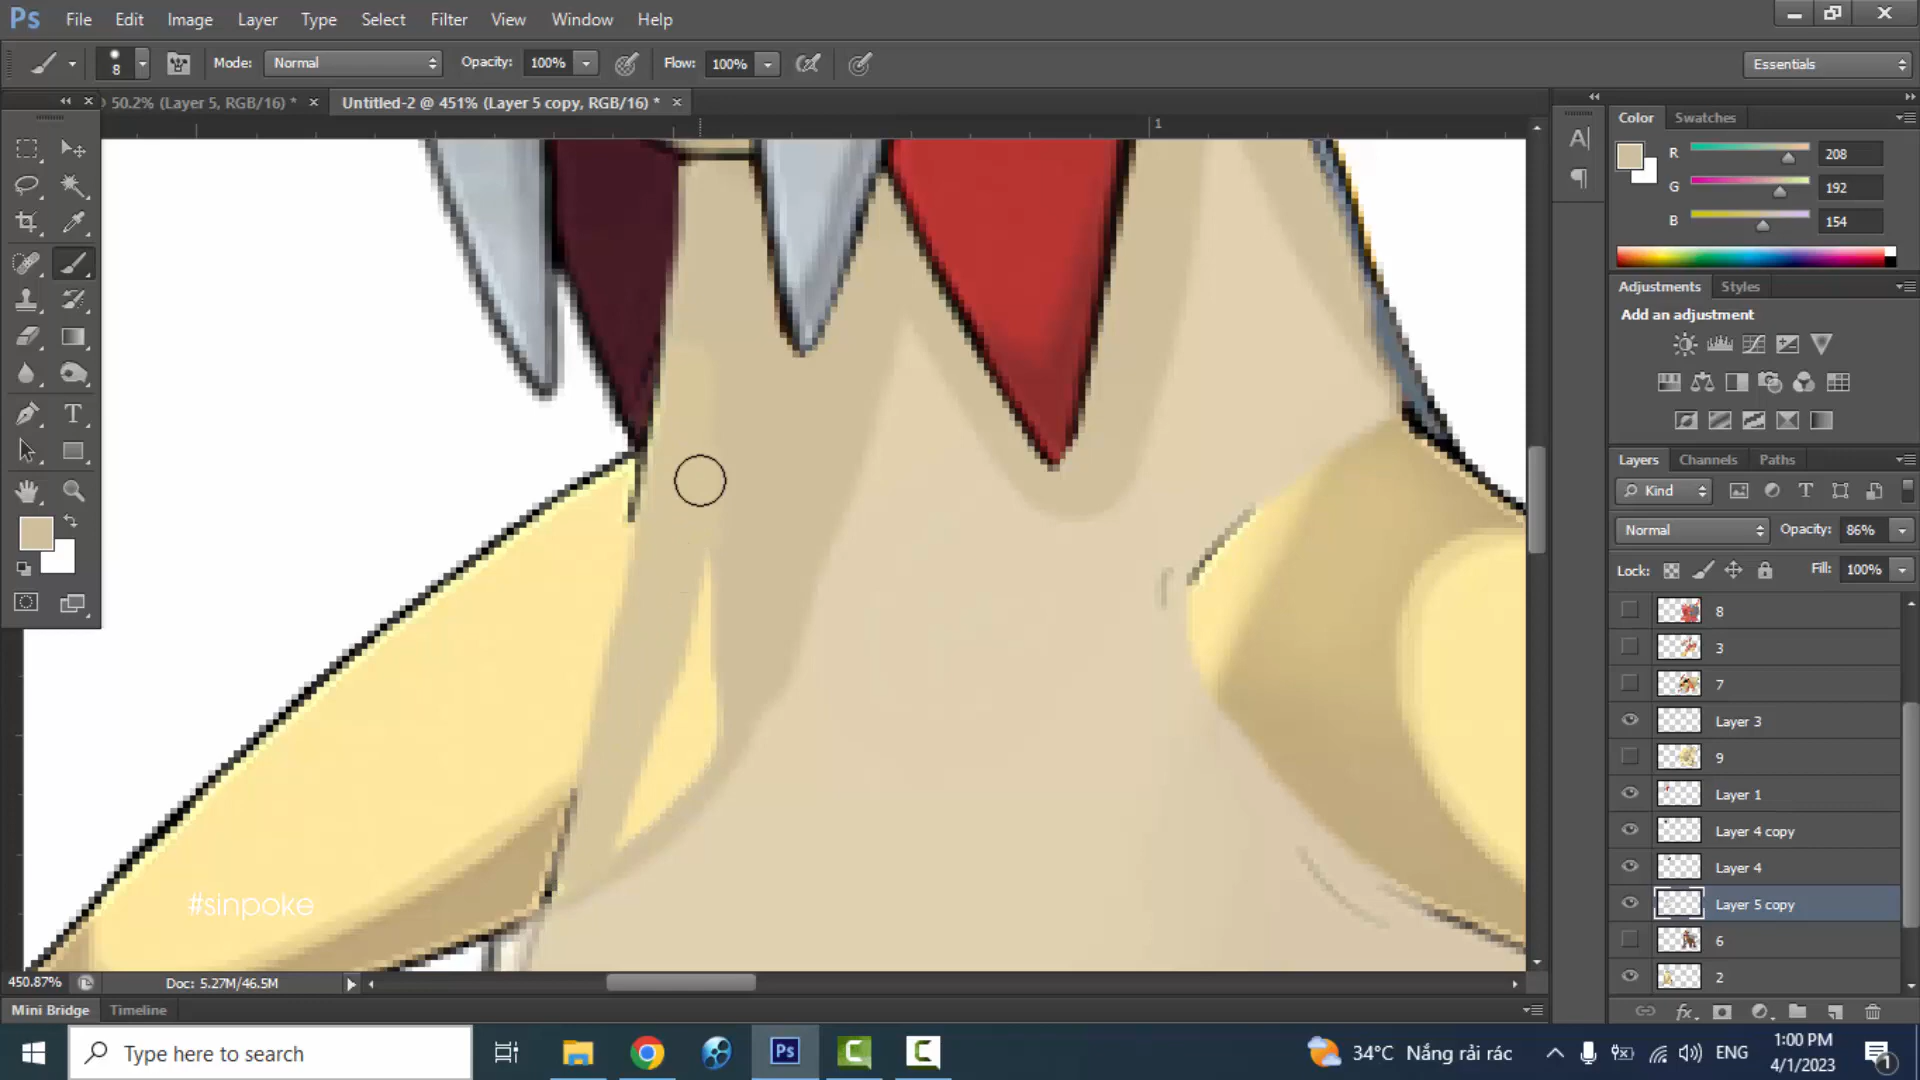 Ps File Edit Image Layer Type Select Filter View Window Help
8 Mode: Normal Opacity: 100% Flow: 100% Essentials
50.2% (Layer 5, RGB/16) * × Untitled-2 @ 451% (Layer 5 copy, RGB/16) * ×
1
Color Swatches
R 208
G 192
B 154
Adjustments Styles
Add an adjustment
Layers Channels Paths
Kind
Normal Opacity: 86%
Lock: Fill: 100%
8
3
7
Layer 3
9
Layer 1
Layer 4 copy
Layer 4
Layer 5 copy
6
2
#sinpoke
450.87% Doc: 5.27M/46.5M
Mini Bridge Timeline
Type here to search
34°C Nắng rải rác
ENG
1:00 PM
4/1/2023
1